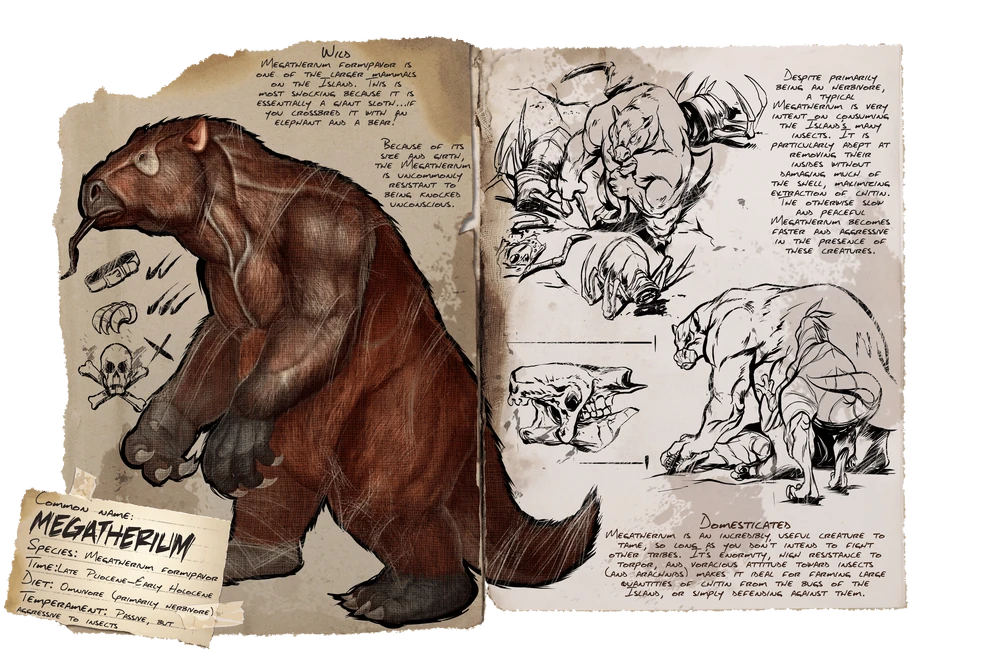 Wild
Megatherium formipavor is
one of the larger mammals
on the Island. This is
most shocking because it is
essentially a giant sloth...if
you crossbred it with an
elephant and a bear!
Because of its
size and girth,
the Megatherium
is uncommonly
resistant to
being knocked
unconscious.
Common name:
Megatherium
Species: Megatherium formipavor
Time: Late Pliocene-Early Holocene
Diet: Omnivore (primarily herbivore)
Temperament: Passive, but
aggressive to insects
Despite primarily
being an herbivore,
a typical
Megatherium is very
intent on consuming
the Island's many
insects. It is
particularly adept at
removing their
insides without
damaging much of
the shell, maximizing
extraction of chitin.
The otherwise slow
and peaceful
Megatherium becomes
faster and aggressive
in the presence of
these creatures.
Domesticated
Megatherium is an incredibly useful creature to
tame, so long as you don't intend to fight
other tribes. It's enormity, high resistance to
torpor, and voracious attitude toward insects
(and arachnids) makes it ideal for farming large
quantities of chitin from the bugs of the
Island, or simply defending against them.